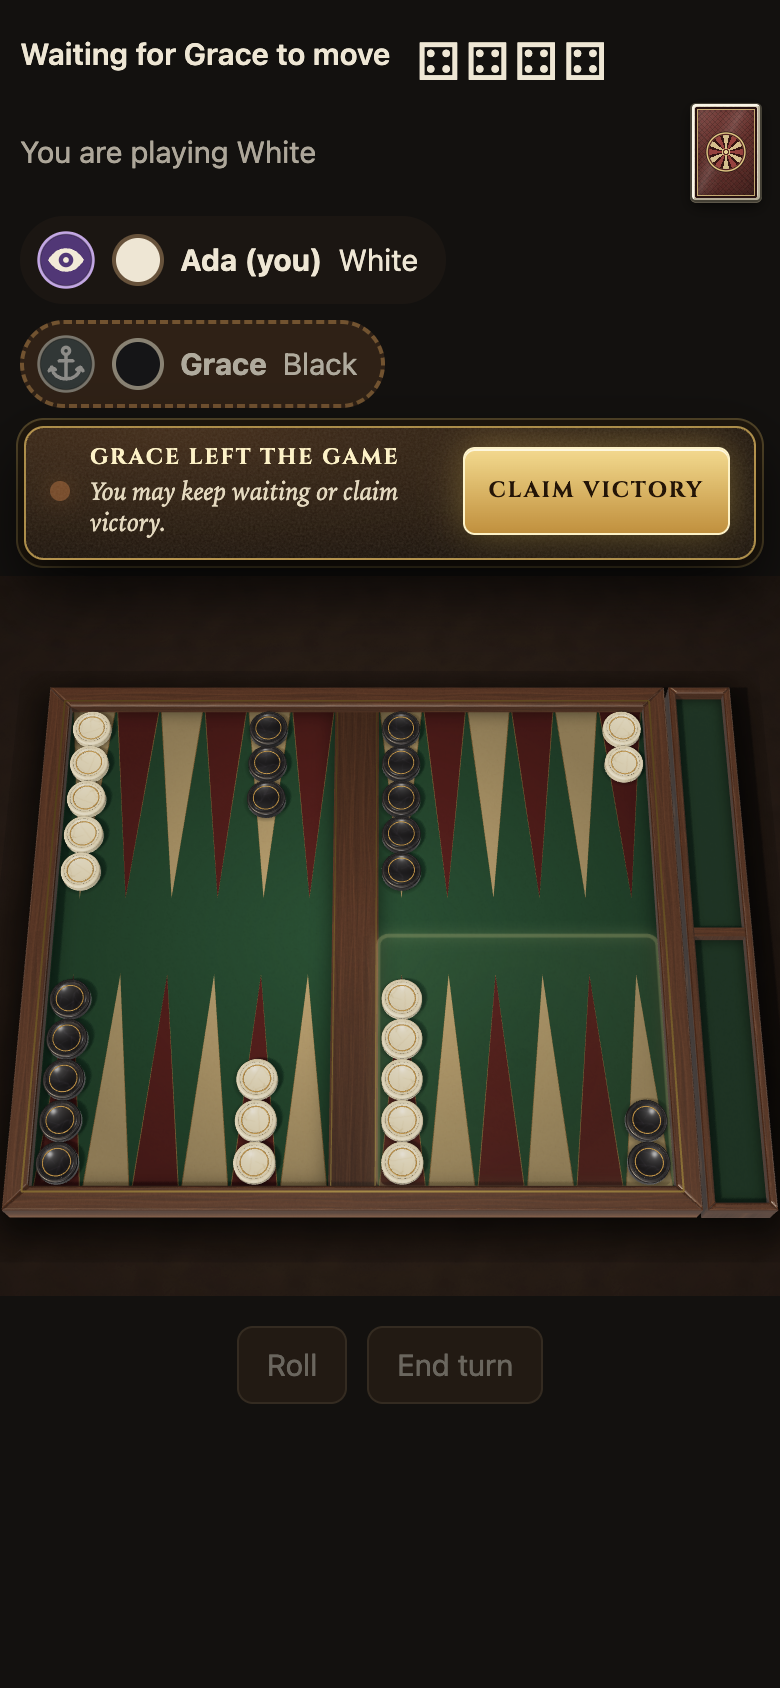 Waiting for Grace to move
You are playing White
Ada (you) White
Grace Black
GRACE LEFT THE GAME
You may keep waiting or claim
victory.
CLAIM VICTORY
Roll
End turn